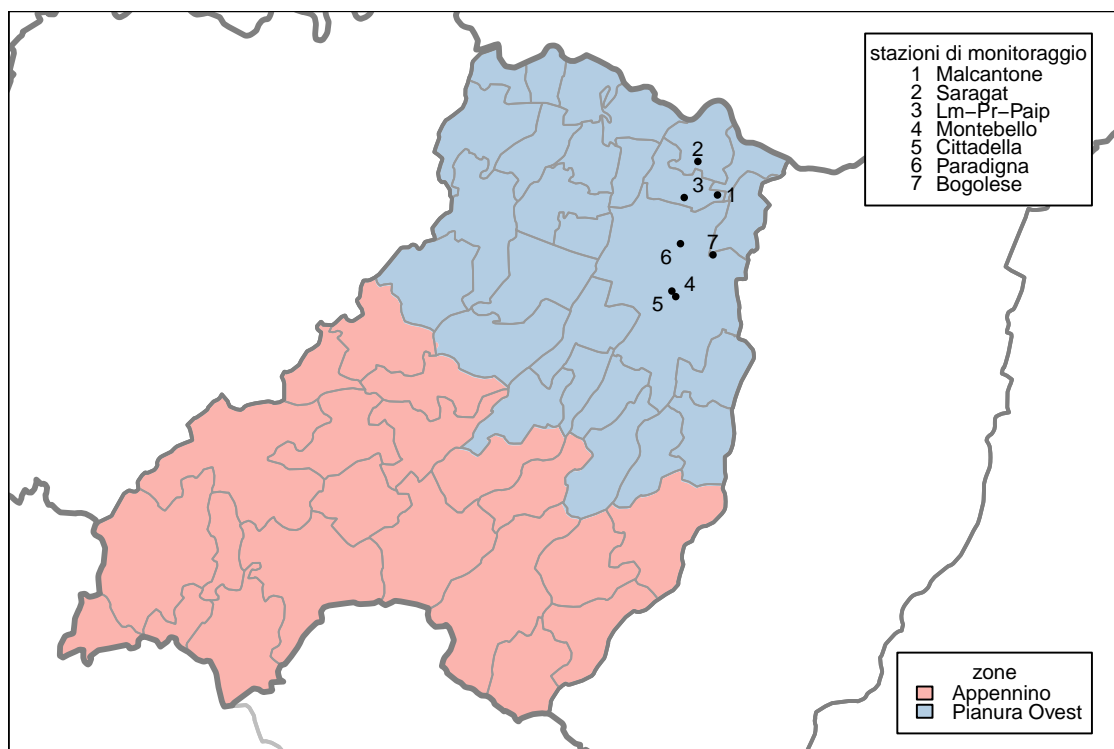 stazioni di monitoraggio
1 Malcantone
2 Saragat
3 Lm−Pr−Paip
4 Montebello
5 Cittadella
6 Paradigna
7 Bogolese
2
3
1
6
7
4
5
zone
Appennino
Pianura Ovest